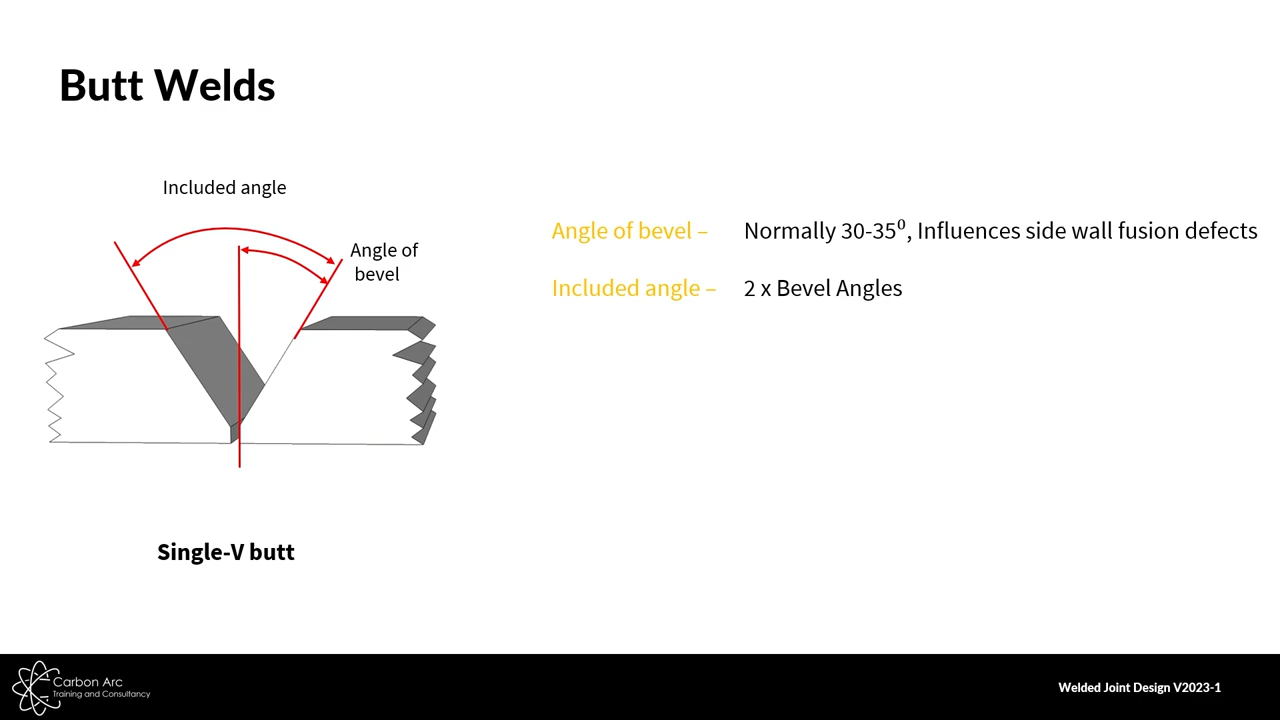 Butt Welds
Included angle
Angle of
bevel
Angle of bevel – Normally 30-35⁰, Influences side wall fusion defects
Included angle – 2 x Bevel Angles
Single-V butt
Carbon Arc
Training and Consultancy
Welded Joint Design V2023-1